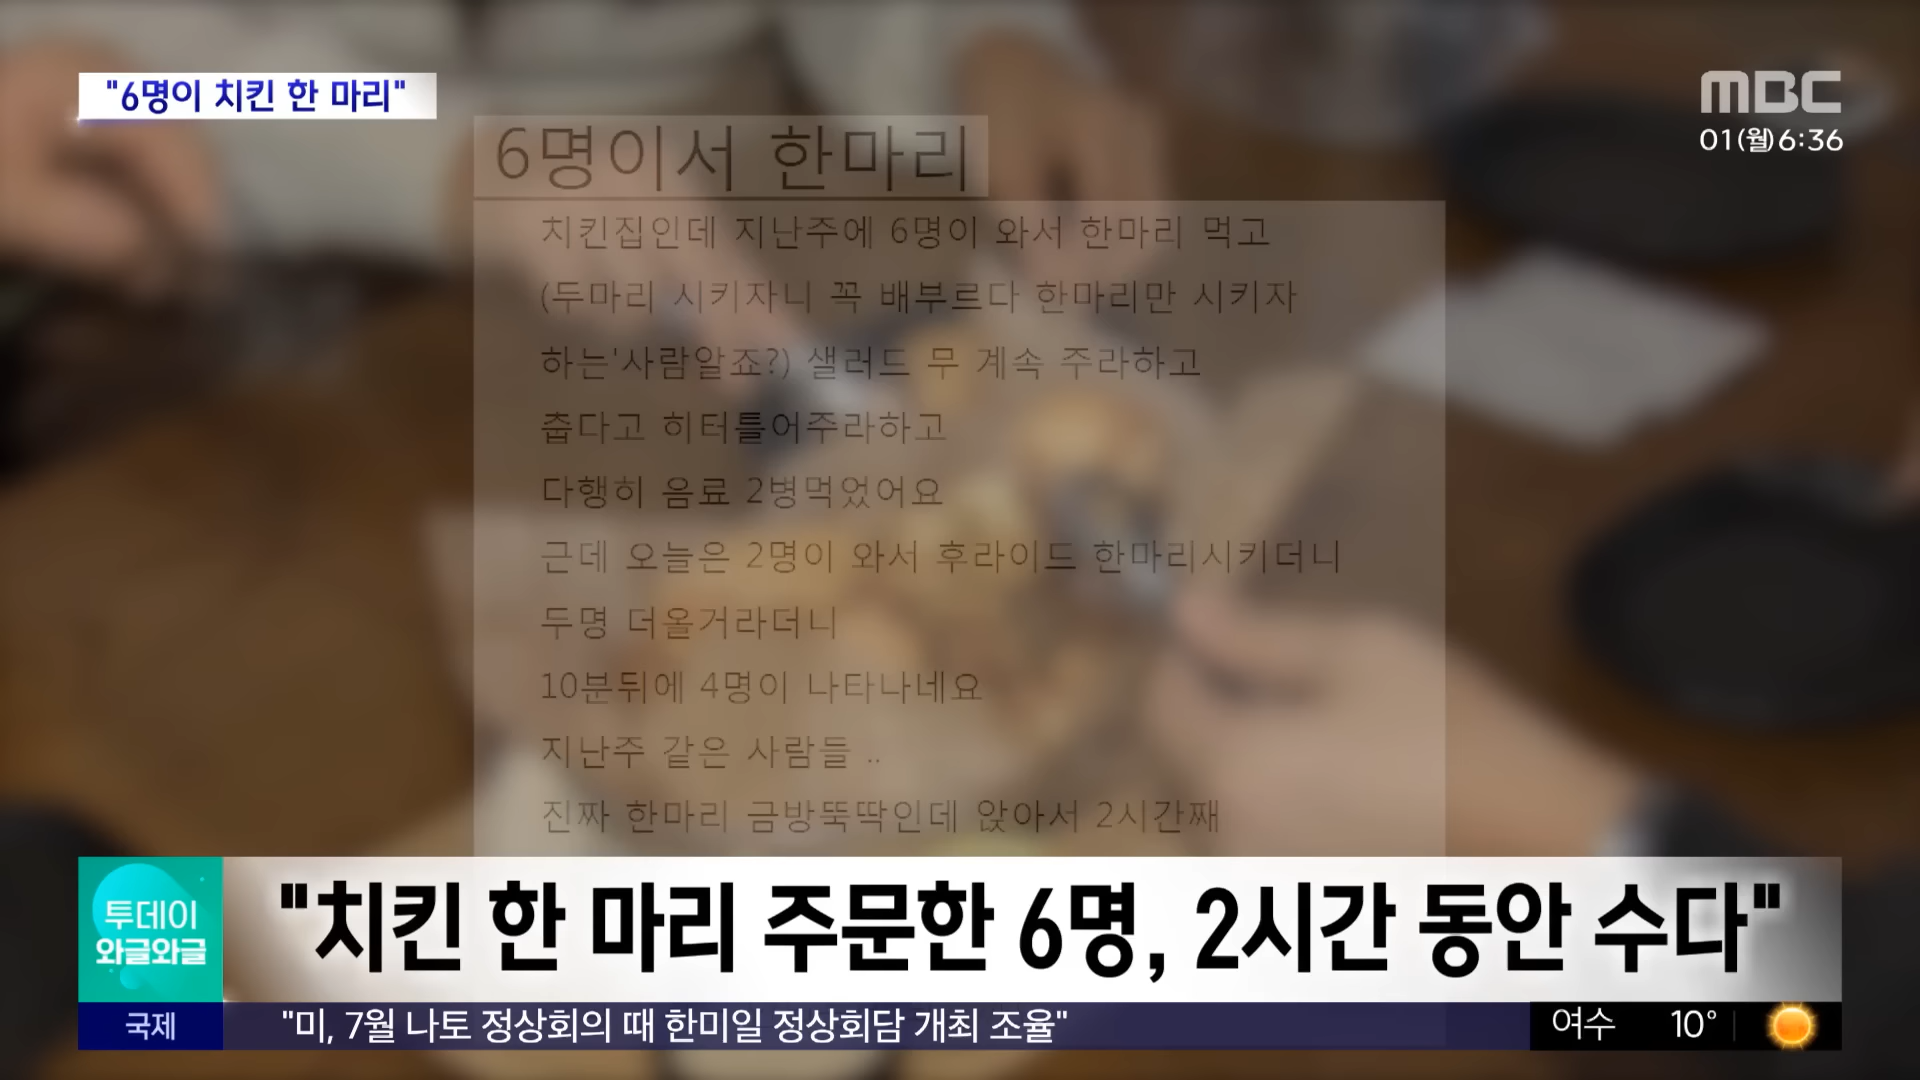 "6명이 치킨 한 마리"
MBC
01(월)6:36
6명이서 한마리
치킨집인데 지난주에 6명이 와서 한마리 먹고
(두마리 시키자니 꼭 배부르다 한마리만 시키자
하는'사람알죠?) 샐러드 무 계속 주라하고
춥다고 히터틀어주라하고
다행히 음료 2병먹었어요
근데 오늘은 2명이 와서 후라이드 한마리시키더니
두명 더올거라더니
10분뒤에 4명이 나타나네요
지난주 같은 사람들 ..
진짜 한마리 금방뚝딱인데 앉아서 2시간째
투데이
와글와글
"치킨 한 마리 주문한 6명, 2시간 동안 수다"
국제
"미, 7월 나토 정상회의 때 한미일 정상회담 개최 조율"
여수 10°